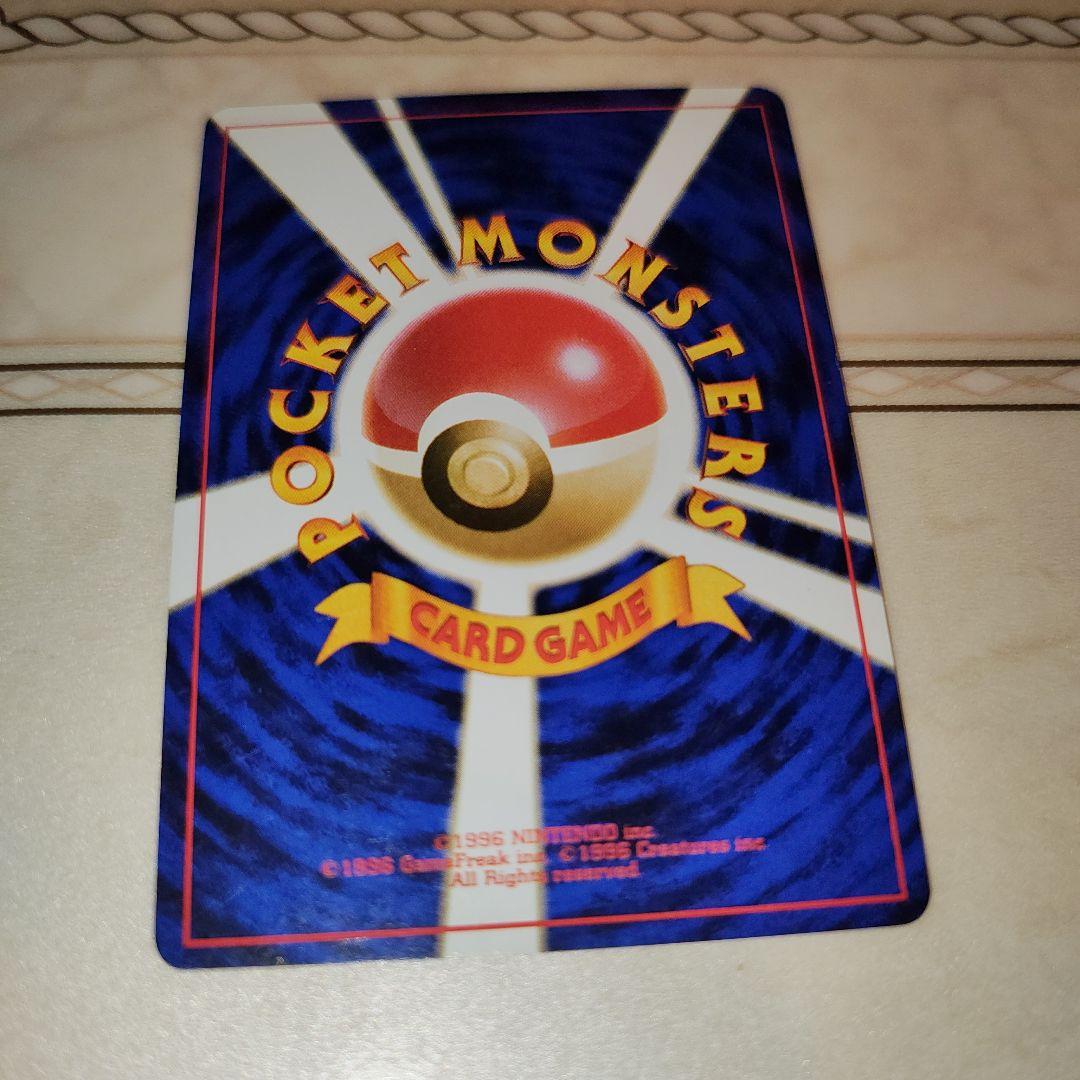 POCKET MONSTERS
CARD GAME
©1996 NINTENDO inc.
©1996 GameFreak inc. ©1996 Creatures inc.
All Rights reserved.